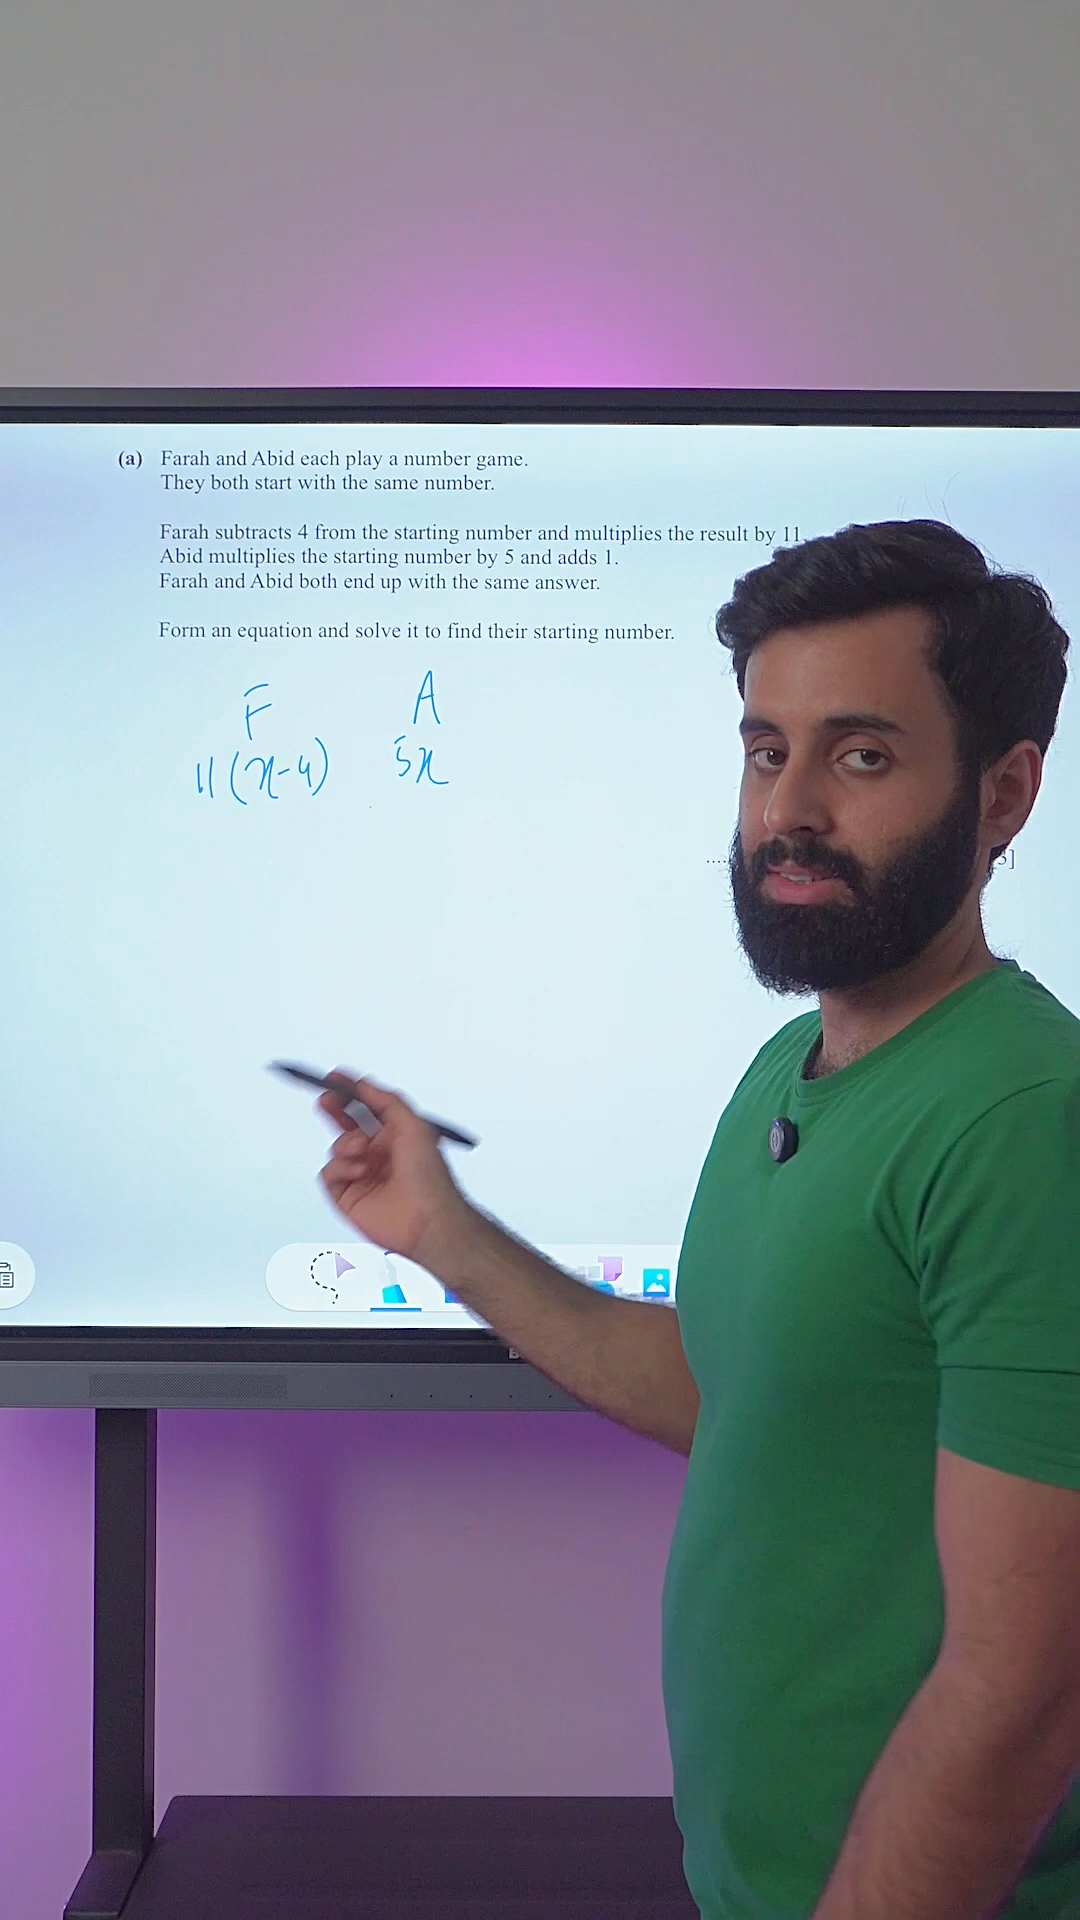 (a) Farah and Abid each play a number game.
They both start with the same number.
Farah subtracts 4 from the starting number and multiplies the result by 11.
Abid multiplies the starting number by 5 and adds 1.
Farah and Abid both end up with the same answer.
Form an equation and solve it to find their starting number.
F A
11(x-4) 5x